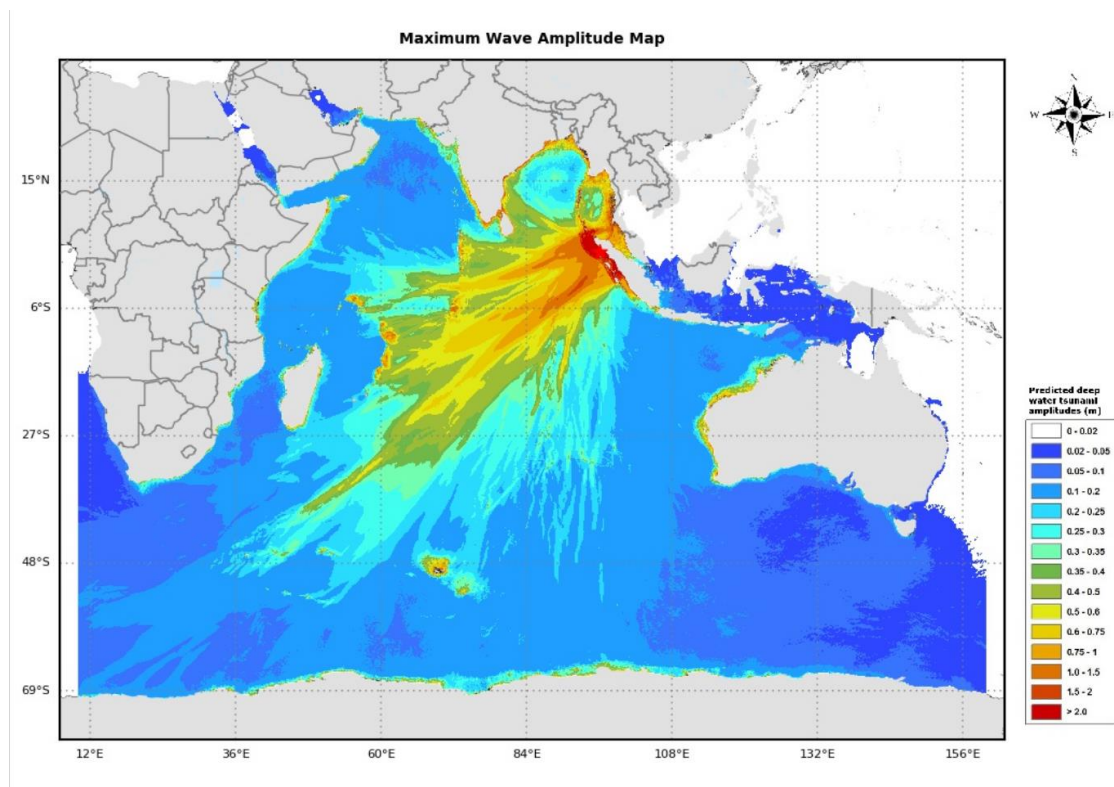 Maximum Wave Amplitude Map
N
W
E
S
15°N
6°S
27°S
48°S
69°S
12°E
36°E
60°E
84°E
108°E
132°E
156°E
Predicted deep
water tsunami
amplitudes (m)
0 - 0.02
0.02 - 0.05
0.05 - 0.1
0.1 - 0.2
0.2 - 0.25
0.25 - 0.3
0.3 - 0.35
0.35 - 0.4
0.4 - 0.5
0.5 - 0.6
0.6 - 0.75
0.75 - 1
1.0 - 1.5
1.5 - 2
> 2.0